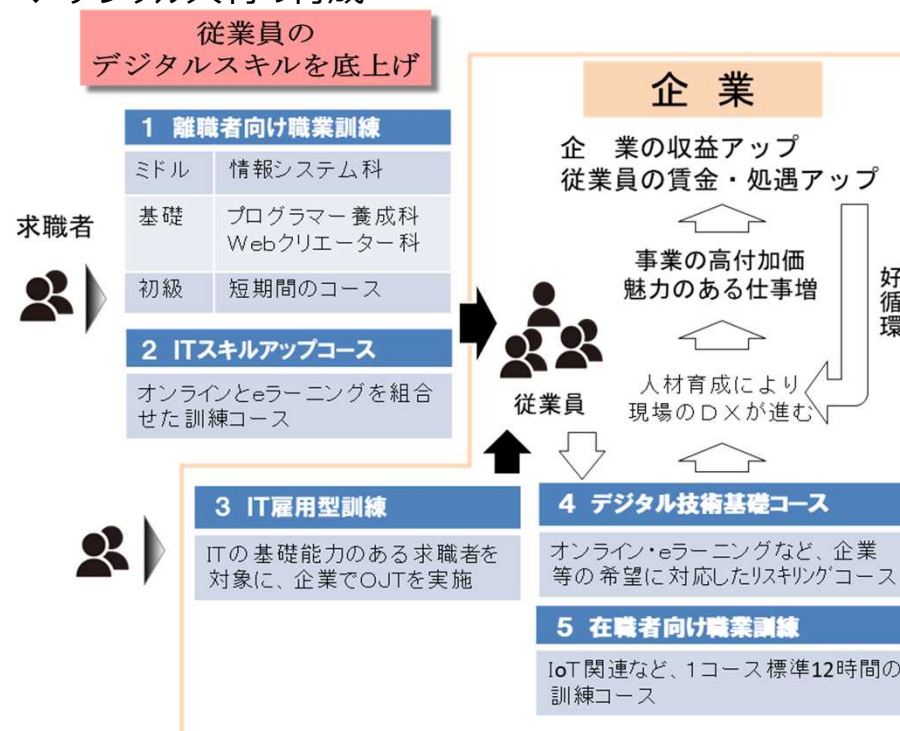 デジタル人材の育成
従業員の
デジタルスキルを底上げ
1 離職者向け職業訓練
ミドル 情報システム科
基礎 プログラマー養成科
Webクリエーター科
初級 短期間のコース
求職者
2 ITスキルアップコース
オンラインとeラーニングを組合
せた訓練コース
3 IT雇用型訓練
ITの基礎能力のある求職者を
対象に、企業でOJTを実施
企業
企 業の収益アップ
従業員の賃金・処遇アップ
事業の高付加価
魅力のある仕事増
好循環
人材育成により
現場のDXが進む
従業員
4 デジタル技術基礎コース
オンライン・eラーニングなど、企業
等の希望に対応したリスキリングコース
5 在職者向け職業訓練
IoT関連など、1コース標準12時間の
訓練コース